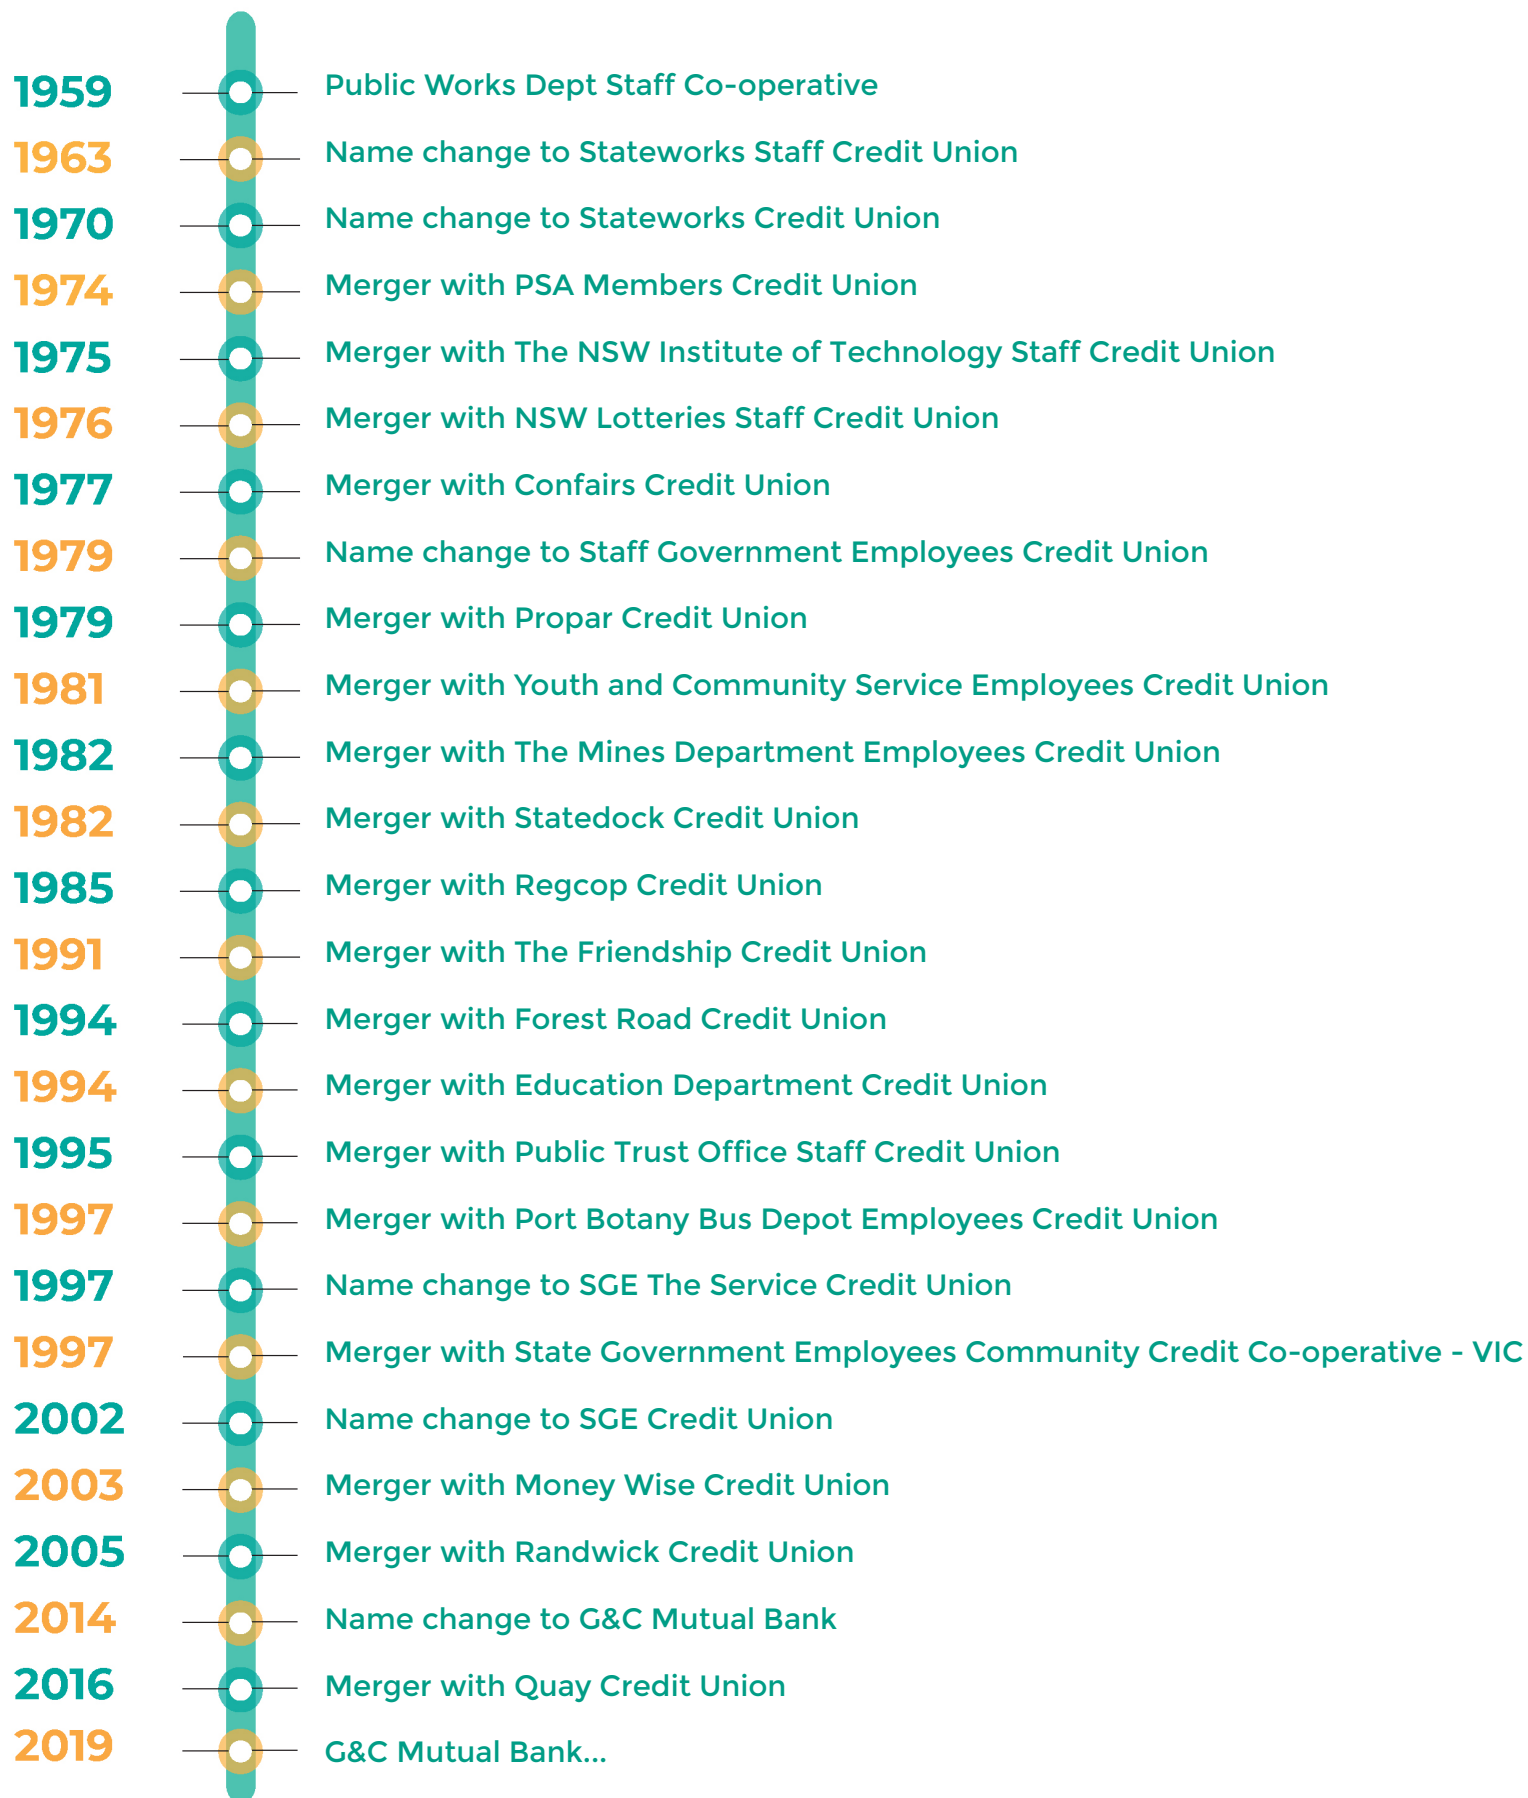 1959 Public Works Dept Staff Co-operative
1963 Name change to Stateworks Staff Credit Union
1970 Name change to Stateworks Credit Union
1974 Merger with PSA Members Credit Union
1975 Merger with The NSW Institute of Technology Staff Credit Union
1976 Merger with NSW Lotteries Staff Credit Union
1977 Merger with Confairs Credit Union
1979 Name change to Staff Government Employees Credit Union
1979 Merger with Propar Credit Union
1981 Merger with Youth and Community Service Employees Credit Union
1982 Merger with The Mines Department Employees Credit Union
1982 Merger with Statedock Credit Union
1985 Merger with Regcop Credit Union
1991 Merger with The Friendship Credit Union
1994 Merger with Forest Road Credit Union
1994 Merger with Education Department Credit Union
1995 Merger with Public Trust Office Staff Credit Union
1997 Merger with Port Botany Bus Depot Employees Credit Union
1997 Name change to SGE The Service Credit Union
1997 Merger with State Government Employees Community Credit Co-operative - VIC
2002 Name change to SGE Credit Union
2003 Merger with Money Wise Credit Union
2005 Merger with Randwick Credit Union
2014 Name change to G&C Mutual Bank
2016 Merger with Quay Credit Union
2019 G&C Mutual Bank...